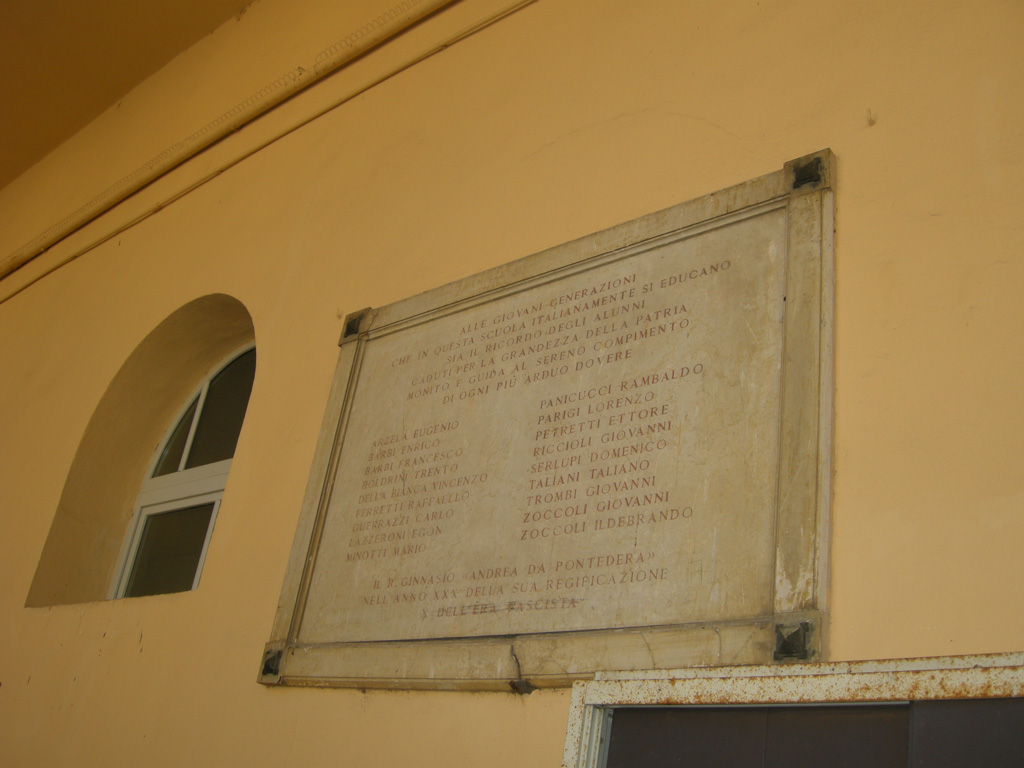 ALLE GIOVANI GENERAZIONI
CHE IN QUESTA SCUOLA ITALIANAMENTE SI EDUCANO
SIA IL RICORDO DEGLI ALUNNI
CADUTI PER LA GRANDEZZA DELLA PATRIA
MONITO E GUIDA AL SERENO COMPIMENTO
DI OGNI PIÙ ARDUO DOVERE
EUGENIO
BARBI ENRICO
BARBI FRANCESCO
BOLDRINI TRENTO
DELLA BIANCA VINCENZO
FERRETTI RAFFAELLO
GUERRAZZI CARLO
LABZERONI EGON
MINOTTI MARIO
PANICUCCI RAMBALDO
PARIGI LORENZO
PETRETTI ETTORE
RICCIOLI GIOVANNI
SERLUPI DOMENICO
TALIANI TALIANO
TROMBI GIOVANNI
ZOCCOLI GIOVANNI
ZOCCOLI ILDEBRANDO
IL R. GINNASIO «ANDREA DA PONTEDERA»
NELL'ANNO XXX DELLA SUA REGIFICAZIONE
X DELL'ERA FASCISTA